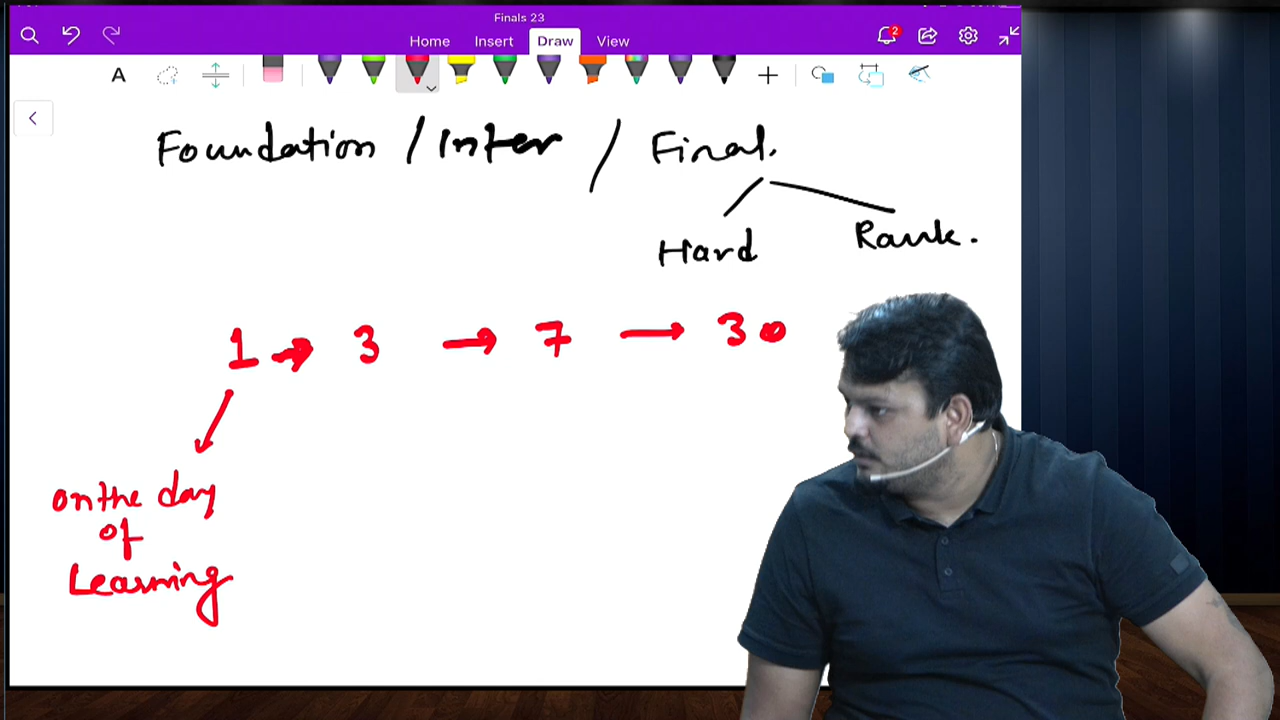 Finals 23
Home Insert Draw View
2
A
Foundation / Inter / Final.
Hard Rank.
1 → 3 → 7 → 30
on the day
of
Learning